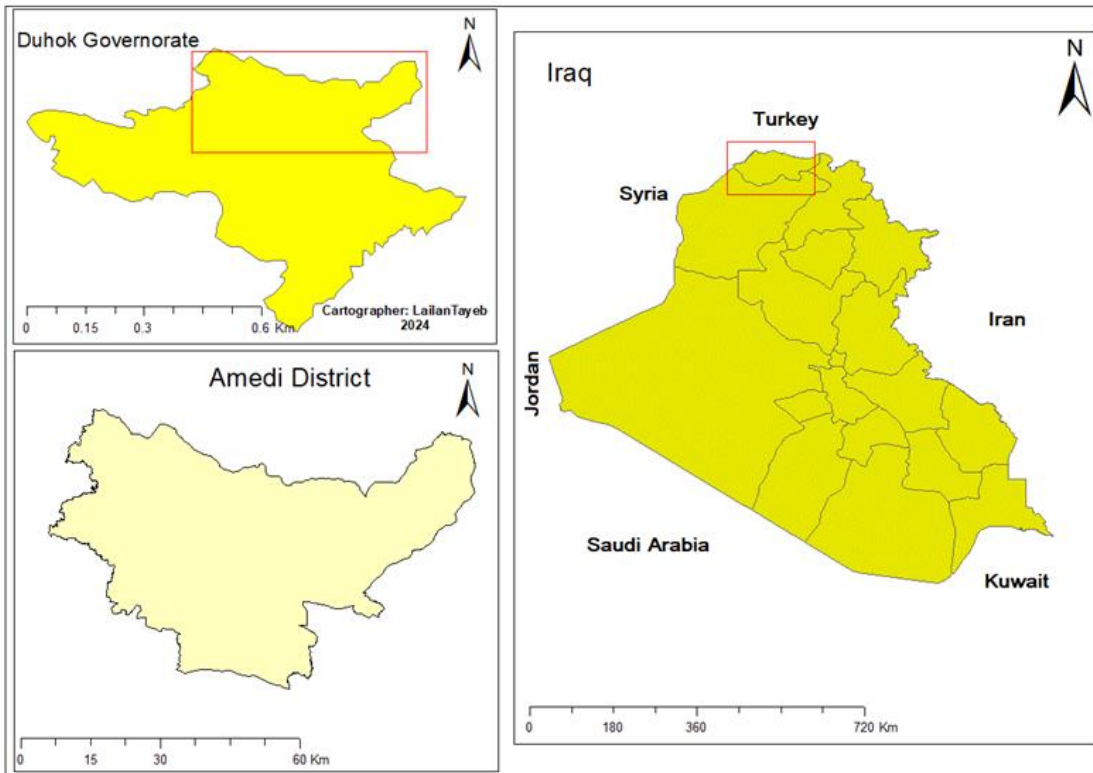 Duhok Governorate
N
0 0.15 0.3 0.6 Km
Cartographer: LailanTayeb
2024
Amedi District
N
0 15 30 60 Km
Iraq
N
Turkey
Syria
Iran
Jordan
Saudi Arabia
Kuwait
0 180 360 720 Km